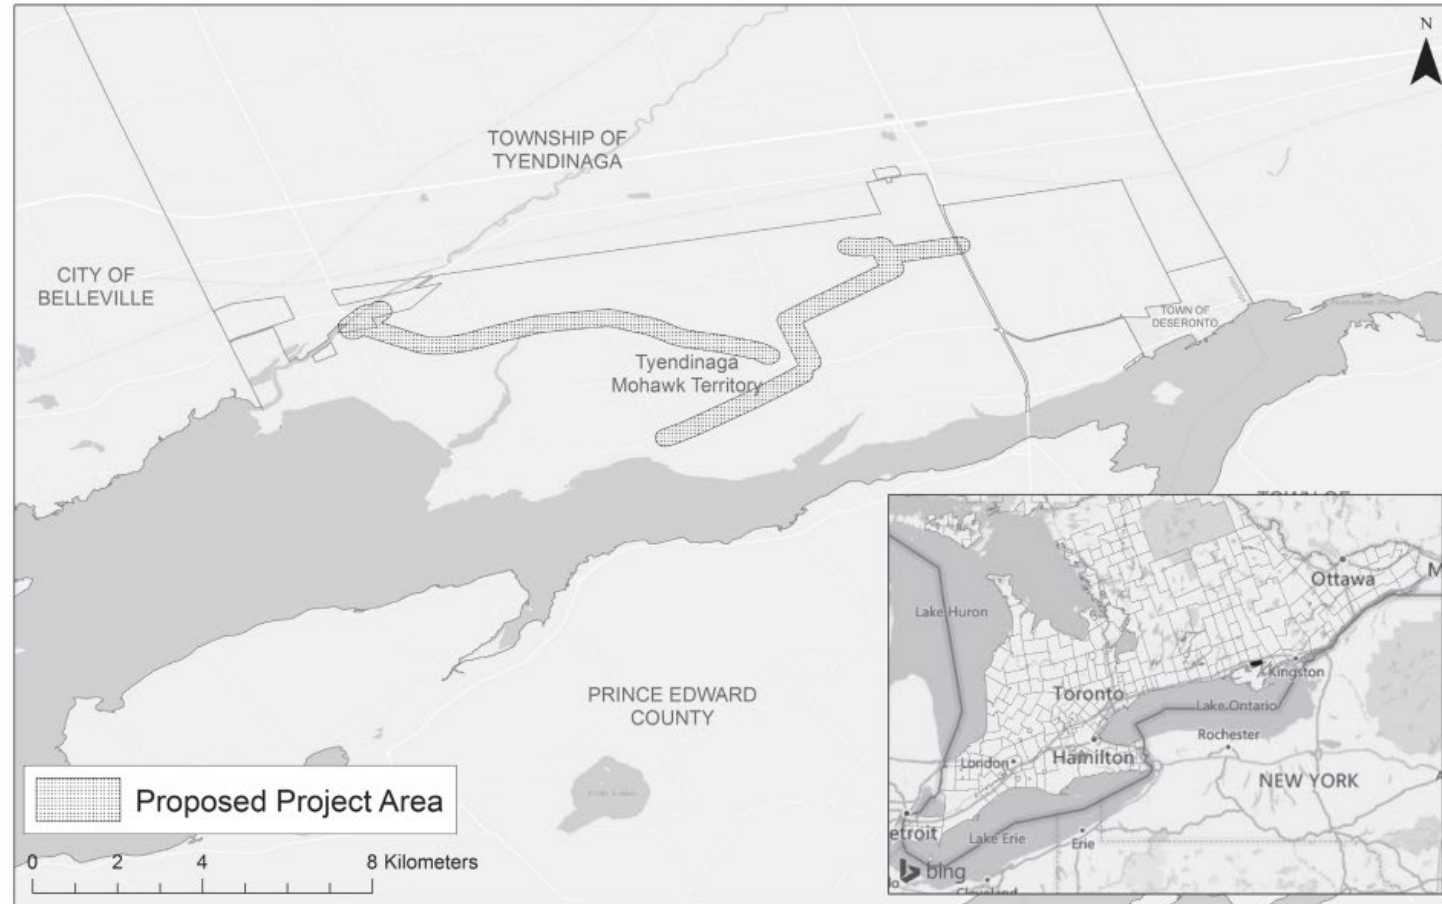 N
TOWNSHIP OF
TYENDINAGA
CITY OF
BELLEVILLE
TOWN OF
DESERONTO
Tyendinaga
Mohawk Territory
PRINCE EDWARD
COUNTY
Proposed Project Area
0 2 4 8 Kilometers
Ottawa
M
Lake Huron
Kingston
Toronto
Lake Ontario
Rochester
Hamilton
London
NEW YORK
etroit
Lake Erie
Erie
bing
Cleveland